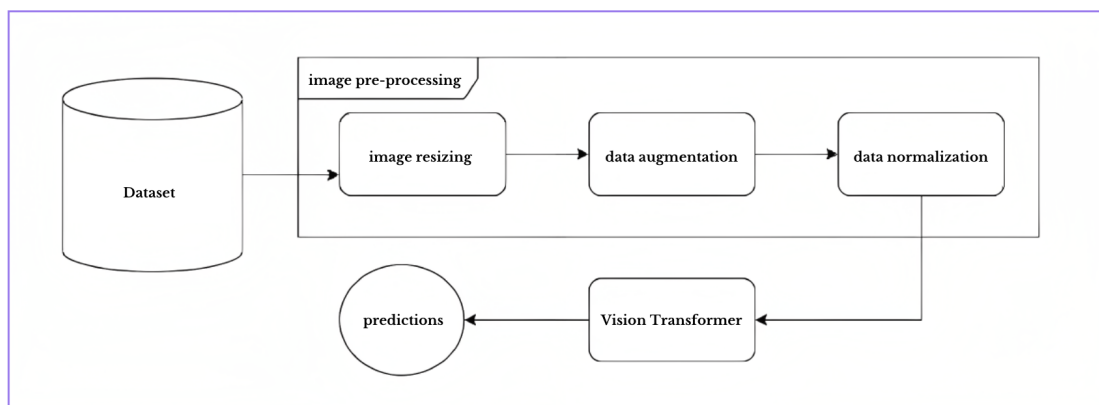 image pre-processing
image resizing
data augmentation
data normalization
Dataset
predictions
Vision Transformer